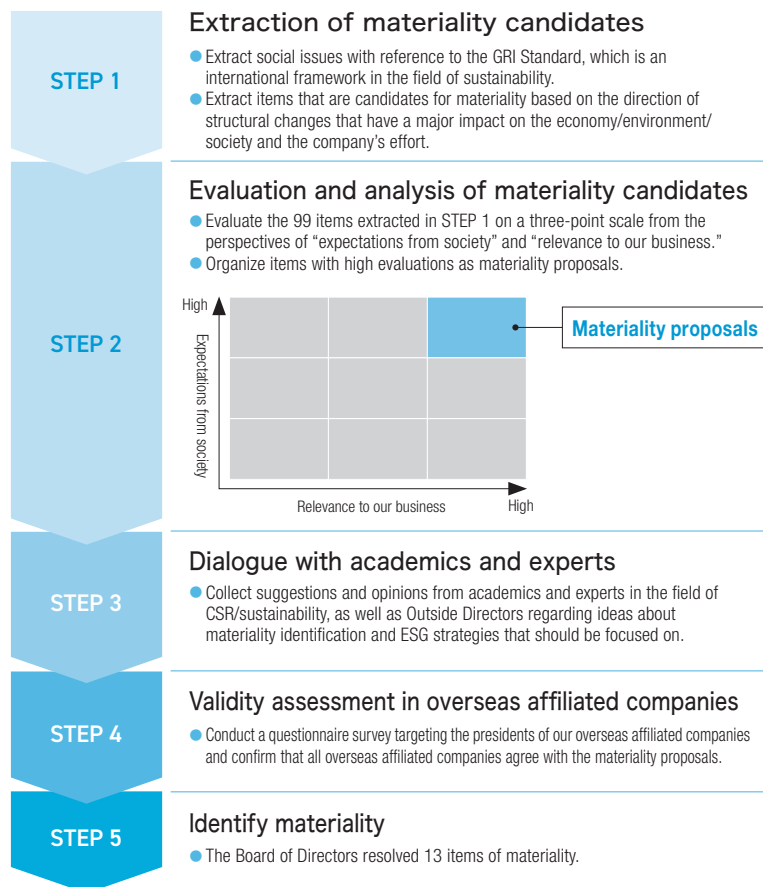 STEP 1
Extraction of materiality candidates
● Extract social issues with reference to the GRI Standard, which is an
international framework in the field of sustainability.
● Extract items that are candidates for materiality based on the direction of
structural changes that have a major impact on the economy/environment/
society and the company's effort.
STEP 2
Evaluation and analysis of materiality candidates
● Evaluate the 99 items extracted in STEP 1 on a three-point scale from the
perspectives of “expectations from society” and “relevance to our business.”
● Organize items with high evaluations as materiality proposals.
High
Expectations from society
Materiality proposals
Relevance to our business
High
STEP 3
Dialogue with academics and experts
● Collect suggestions and opinions from academics and experts in the field of
CSR/sustainability, as well as Outside Directors regarding ideas about
materiality identification and ESG strategies that should be focused on.
STEP 4
Validity assessment in overseas affiliated companies
● Conduct a questionnaire survey targeting the presidents of our overseas affiliated companies
and confirm that all overseas affiliated companies agree with the materiality proposals.
STEP 5
Identify materiality
● The Board of Directors resolved 13 items of materiality.